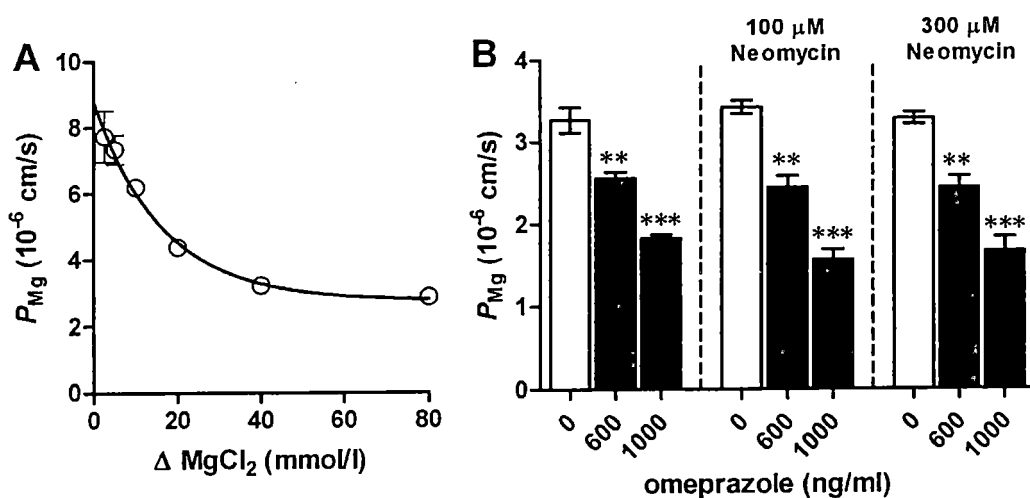 A
10
8
6
4
2
0
P_Mg (10⁻⁶ cm/s)
0 20 40 60 80
Δ MgCl₂ (mmol/l)
B
100 μM
Neomycin
300 μM
Neomycin
4
3
2
1
0
P_Mg (10⁻⁶ cm/s)
** *** ** *** ** ***
0 600 1000 0 600 1000 0 600 1000
omeprazole (ng/ml)